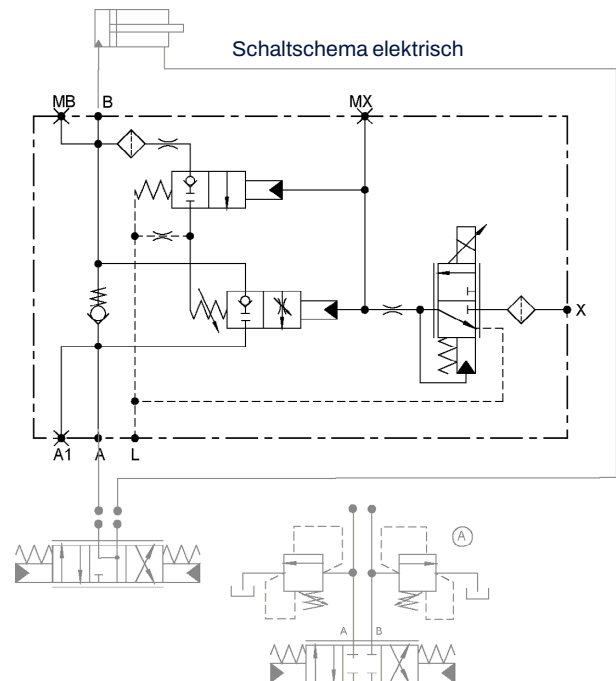 Schaltschema elektrisch
MB B MX
X
A1 A L
A
A B